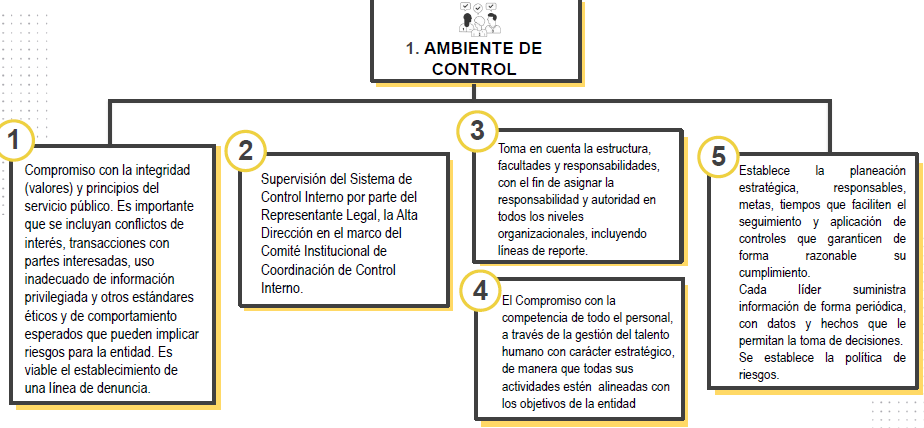 1. AMBIENTE DE
CONTROL
1
Compromiso con la integridad
(valores) y principios del
servicio público. Es importante
que se incluyan conflictos de
interés, transacciones con
partes interesadas, uso
inadecuado de información
privilegiada y otros estándares
éticos y de comportamiento
esperados que pueden implicar
riesgos para la entidad. Es
viable el establecimiento de
una línea de denuncia.
2
Supervisión del Sistema de
Control Interno por parte del
Representante Legal, la Alta
Dirección en el marco del
Comité Institucional de
Coordinación de Control
Interno.
3
Toma en cuenta la estructura,
facultades y responsabilidades,
con el fin de asignar la
responsabilidad y autoridad en
todos los niveles
organizacionales, incluyendo
líneas de reporte.
4
El Compromiso con la
competencia de todo el personal,
a través de la gestión del talento
humano con carácter estratégico,
de manera que todas sus
actividades estén alineadas con
los objetivos de la entidad
5
Establece la planeación
estratégica, responsables,
metas, tiempos que faciliten el
seguimiento y aplicación de
controles que garanticen de
forma razonable su
cumplimiento.
Cada líder suministra
información de forma periódica,
con datos y hechos que le
permitan la toma de decisiones.
Se establece la política de
riesgos.